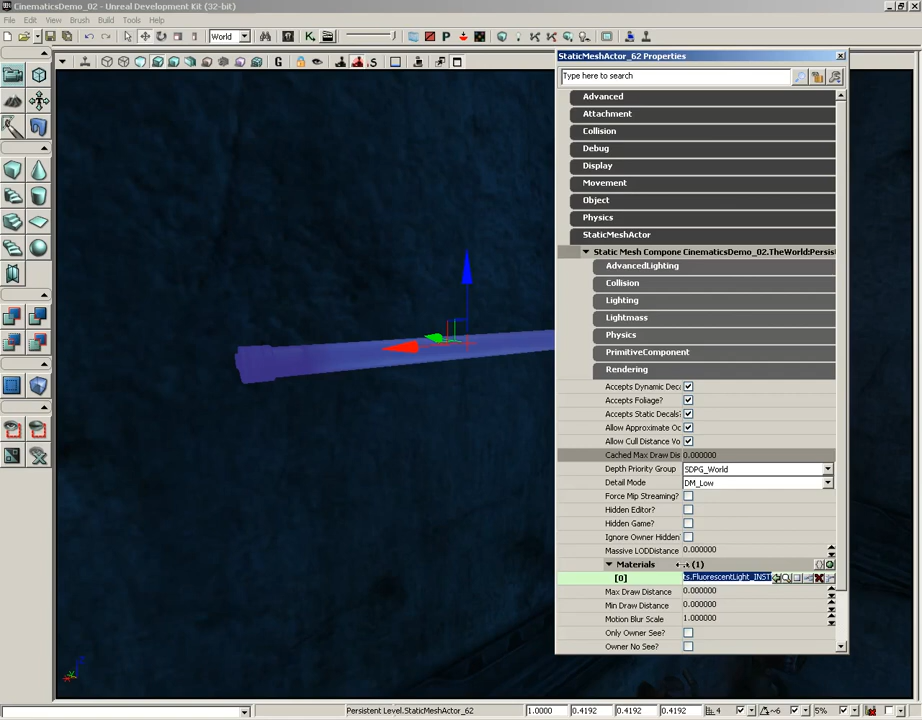 CinematicsDemo_02 - Unreal Development Kit (32-bit)
File Edit View Brush Build Tools Help
World
StaticMeshActor_62 Properties
Type here to search
Advanced
Attachment
Collision
Debug
Display
Movement
Object
Physics
StaticMeshActor
Static Mesh Compone CinematicsDemo_02.TheWorld:Persist
AdvancedLighting
Collision
Lighting
Lightmass
Physics
PrimitiveComponent
Rendering
Accepts Dynamic Deca
Accepts Foliage?
Accepts Static Decals?
Allow Approximate Oc
Allow Cull Distance Vo
Cached Max Draw Dis 0.000000
Depth Priority Group SDPG_World
Detail Mode DM_Low
Force Mip Streaming?
Hidden Editor?
Hidden Game?
Ignore Owner Hidden
Massive LODDistance 0.000000
Materials (1)
[0] ts.FluorescentLight_INST
Max Draw Distance 0.000000
Min Draw Distance 0.000000
Motion Blur Scale 1.000000
Only Owner See?
Owner No See?
Persistent Level.StaticMeshActor_62 1.0000 0.4192 0.4192 0.4192 4 ~6 5%